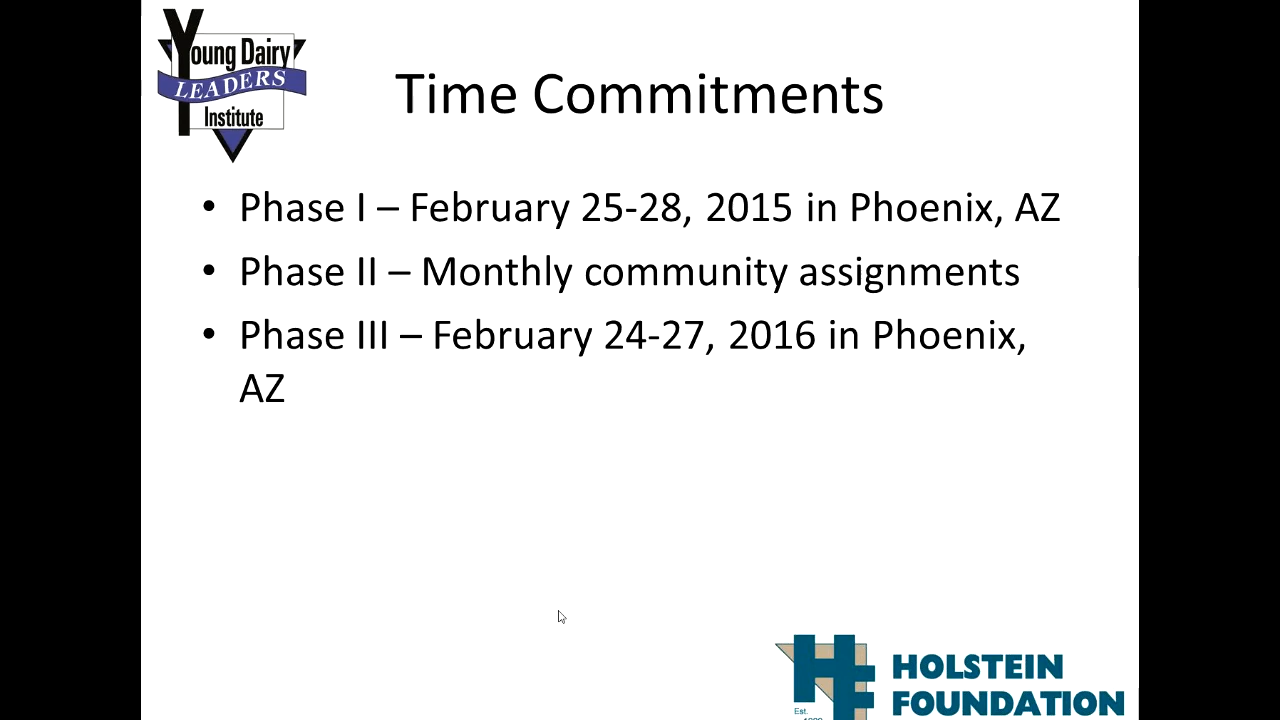 Young Dairy
LEADERS
Institute
Time Commitments
• Phase I – February 25-28, 2015 in Phoenix, AZ
• Phase II – Monthly community assignments
• Phase III – February 24-27, 2016 in Phoenix,
AZ
HOLSTEIN
FOUNDATION
Est.